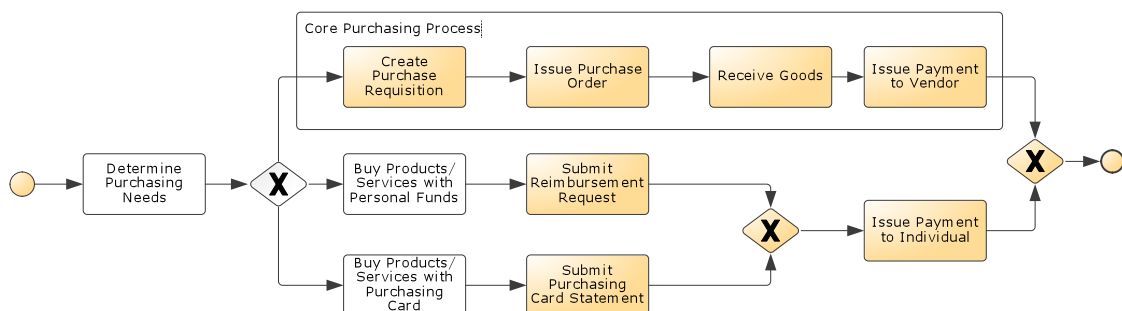 Core Purchasing Process
Create
Purchase
Requisition
Issue Purchase
Order
Receive Goods
Issue Payment
to Vendor
Determine
Purchasing
Needs
X
Buy Products/
Services with
Personal Funds
Submit
Reimbursement
Request
X
X
Issue Payment
to Individual
Buy Products/
Services with
Purchasing
Card
Submit
Purchasing
Card Statement